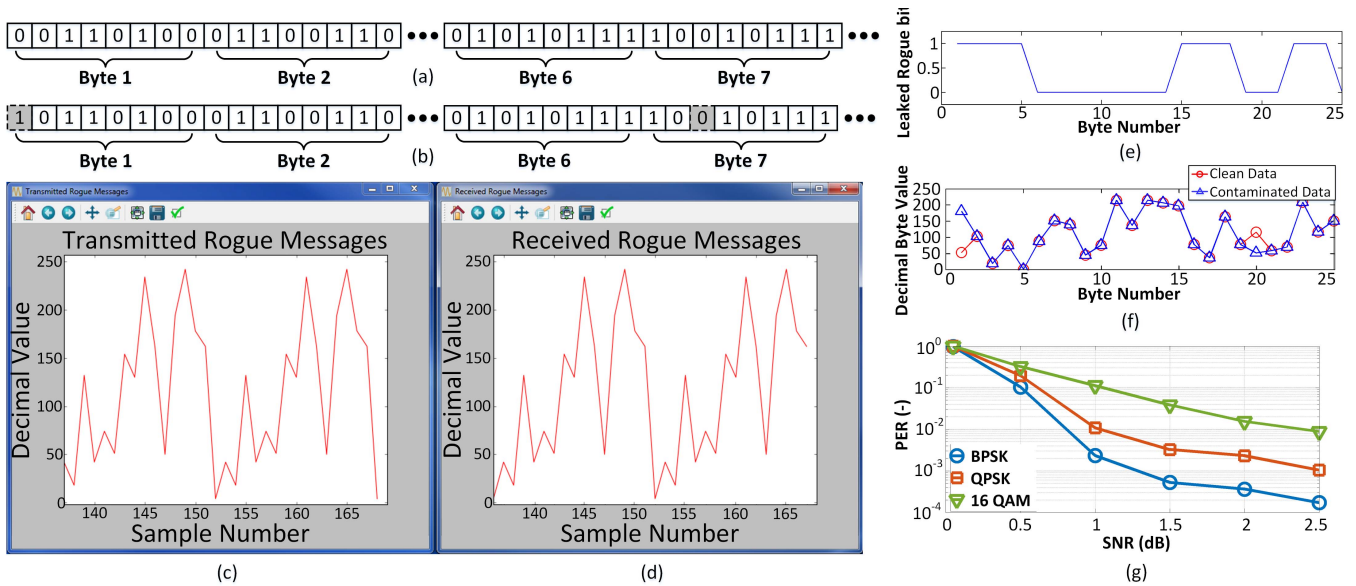 0 0 1 1 0 1 0 0 0 1 1 0 0 1 1 0 ••• 0 1 0 1 0 1 1 1 1 0 0 1 0 1 1 1 •••
Byte 1 Byte 2 Byte 6 Byte 7
(a)
1 0 1 1 0 1 0 0 0 1 1 0 0 1 1 0 ••• 0 1 0 1 0 1 1 1 1 0 0 1 0 1 1 1 •••
Byte 1 Byte 2 Byte 6 Byte 7
(b)
Transmitted Rogue Messages
Transmitted Rogue Messages
Decimal Value
250
200
150
100
50
0
140 145 150 155 160 165
Sample Number
(c)
Received Rogue Messages
Received Rogue Messages
Decimal Value
250
200
150
100
50
0
140 145 150 155 160 165
Sample Number
(d)
Leaked Rogue bit
1
0.5
0
0 5 10 15 20 25
Byte Number
(e)
Clean Data
Contaminated Data
Decimal Byte Value
250
200
150
100
50
0
0 5 10 15 20 25
Byte Number
(f)
PER (-)
10^0
10^-1
10^-2
10^-3
10^-4
BPSK
QPSK
16 QAM
0 0.5 1 1.5 2 2.5
SNR (dB)
(g)